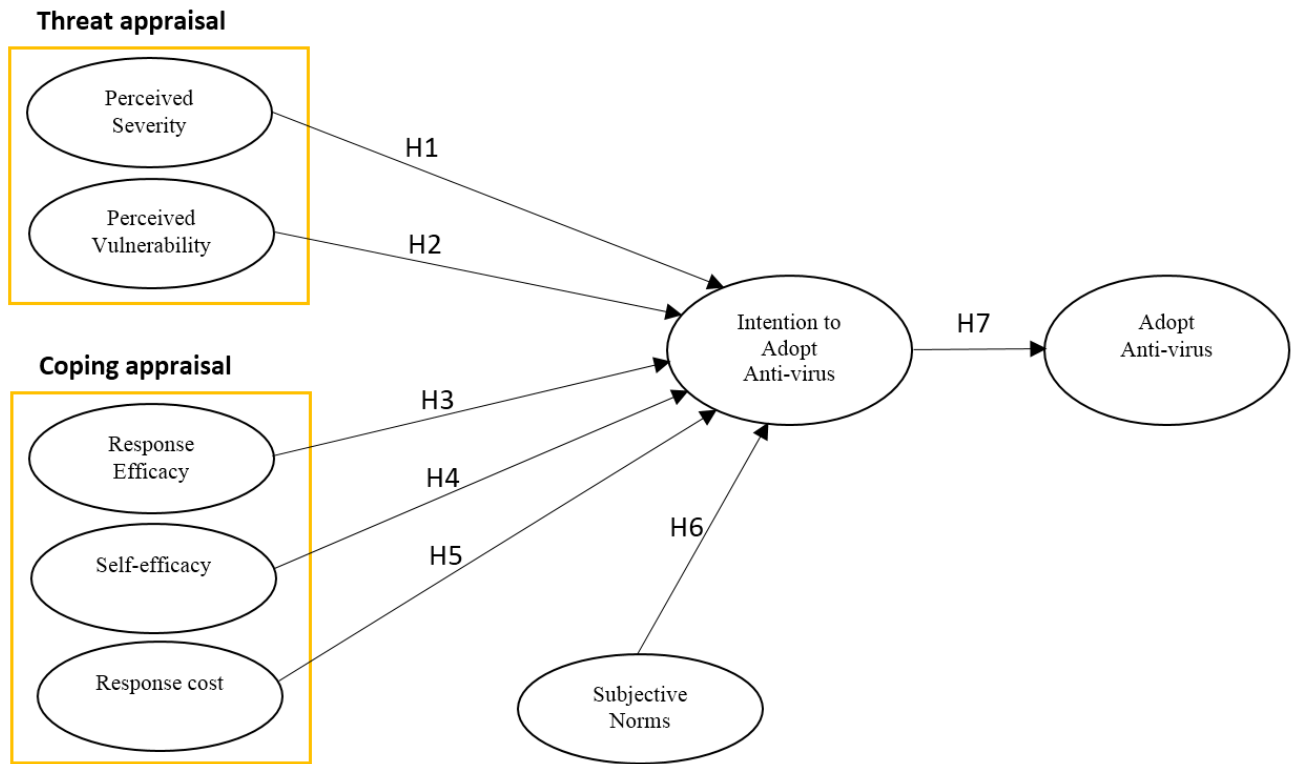 Threat appraisal
Perceived
Severity
H1
Perceived
Vulnerability
H2
Intention to
Adopt
Anti-virus
H7
Adopt
Anti-virus
Coping appraisal
Response
Efficacy
H3
Self-efficacy
H4
Response cost
H5
H6
Subjective
Norms